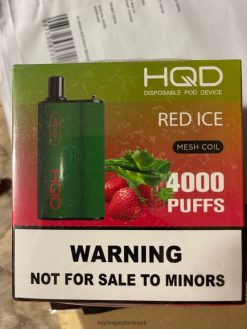 HQD
DISPOSABLE POD DEVICE
RED ICE
MESH COIL
4000
PUFFS
WARNING
NOT FOR SALE TO MINORS